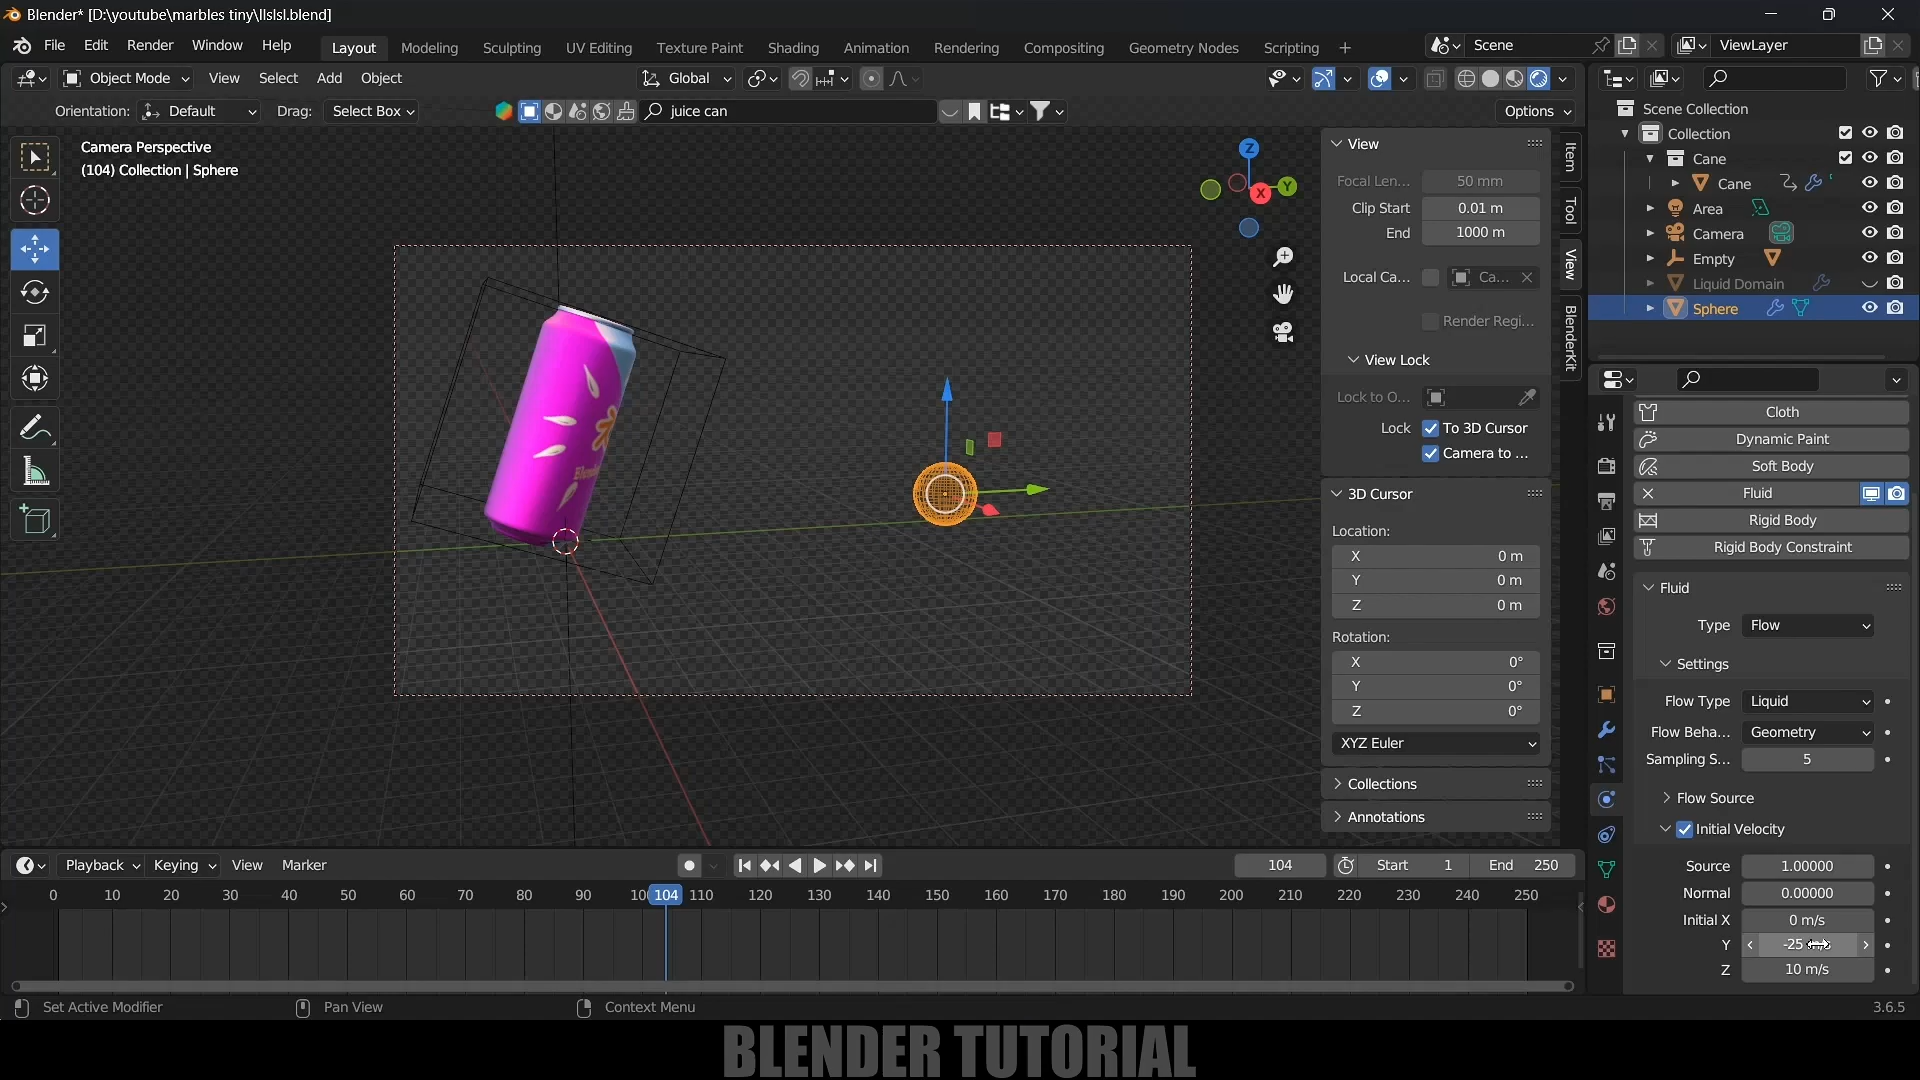 Blender* [D:\youtube\marbles tiny\llslsl.blend]
File Edit Render Window Help Layout Modeling Sculpting UV Editing Texture Paint Shading Animation Rendering Compositing Geometry Nodes Scripting + Scene ViewLayer
Object Mode View Select Add Object Global
Orientation: Default Drag: Select Box juice can Options
Camera Perspective
(104) Collection | Sphere
Z
Y
X
View
Focal Len... 50 mm
Clip Start 0.01 m
End 1000 m
Local Ca... Ca...
Render Regi...
View Lock
Lock to O...
Lock To 3D Cursor
Camera to ...
3D Cursor
Location:
X 0 m
Y 0 m
Z 0 m
Rotation:
X 0°
Y 0°
Z 0°
XYZ Euler
Collections
Annotations
Item
Tool
View
BlenderKit
Scene Collection
Collection
Cane
Cane
Area
Camera
Empty
Liquid Domain
Sphere
Cloth
Dynamic Paint
Soft Body
Fluid
Rigid Body
Rigid Body Constraint
Fluid
Type Flow
Settings
Flow Type Liquid
Flow Beha... Geometry
Sampling S... 5
Flow Source
Initial Velocity
Source 1.00000
Normal 0.00000
Initial X 0 m/s
Y -25
Z 10 m/s
Playback Keying View Marker 104 Start 1 End 250
0 10 20 30 40 50 60 70 80 90 10 104 110 120 130 140 150 160 170 180 190 200 210 220 230 240 250
Set Active Modifier Pan View Context Menu 3.6.5
BLENDER TUTORIAL